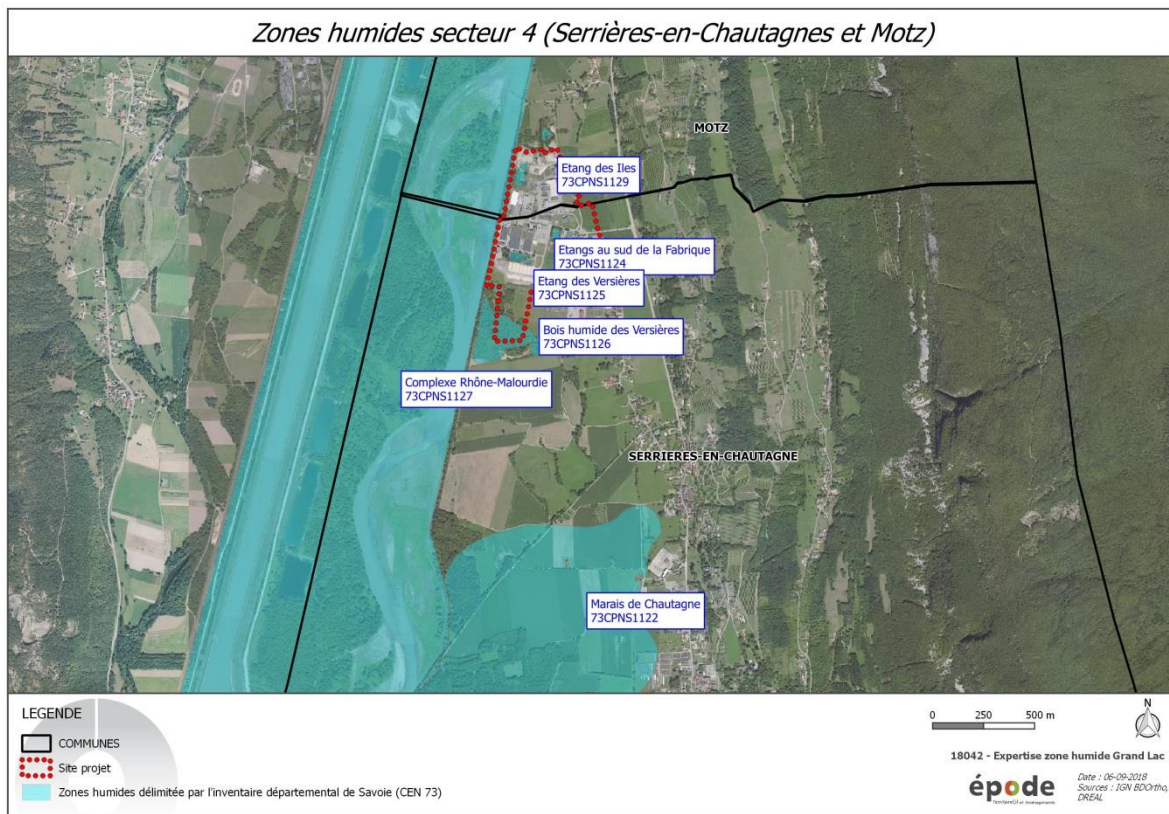 Zones humides secteur 4 (Serrières-en-Chautagnes et Motz)
MOTZ
Etang des Iles
73CPNS1129
Etangs au sud de la Fabrique
73CPNS1124
Etang des Versières
73CPNS1125
Bois humide des Versières
73CPNS1126
Complexe Rhône-Malourdie
73CPNS1127
SERRIERES-EN-CHAUTAGNE
Marais de Chautagne
73CPNS1122
LEGENDE
COMMUNES
Site projet
Zones humides délimitée par l'inventaire départemental de Savoie (CEN 73)
0 250 500 m
N
18042 - Expertise zone humide Grand Lac
épode
Date : 06-09-2018
Sources : IGN BDOrtho,
DREAL